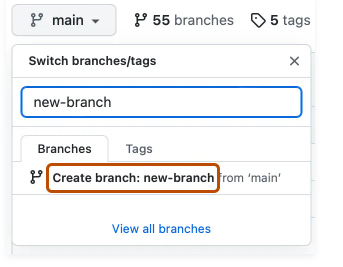 main 55 branches 5 tags
Switch branches/tags
new-branch
Branches Tags
Create branch: new-branch from ‘main’
View all branches